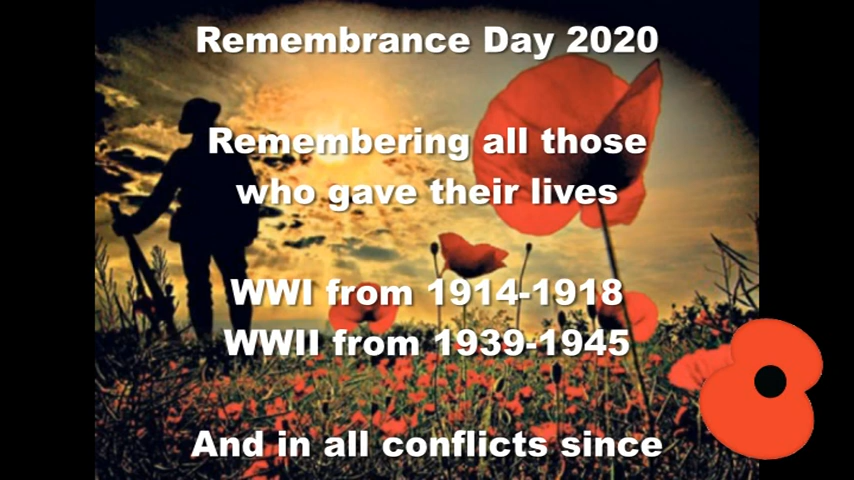 Remembrance Day 2020
Remembering all those
who gave their lives
WWI from 1914-1918
WWII from 1939-1945
And in all conflicts since